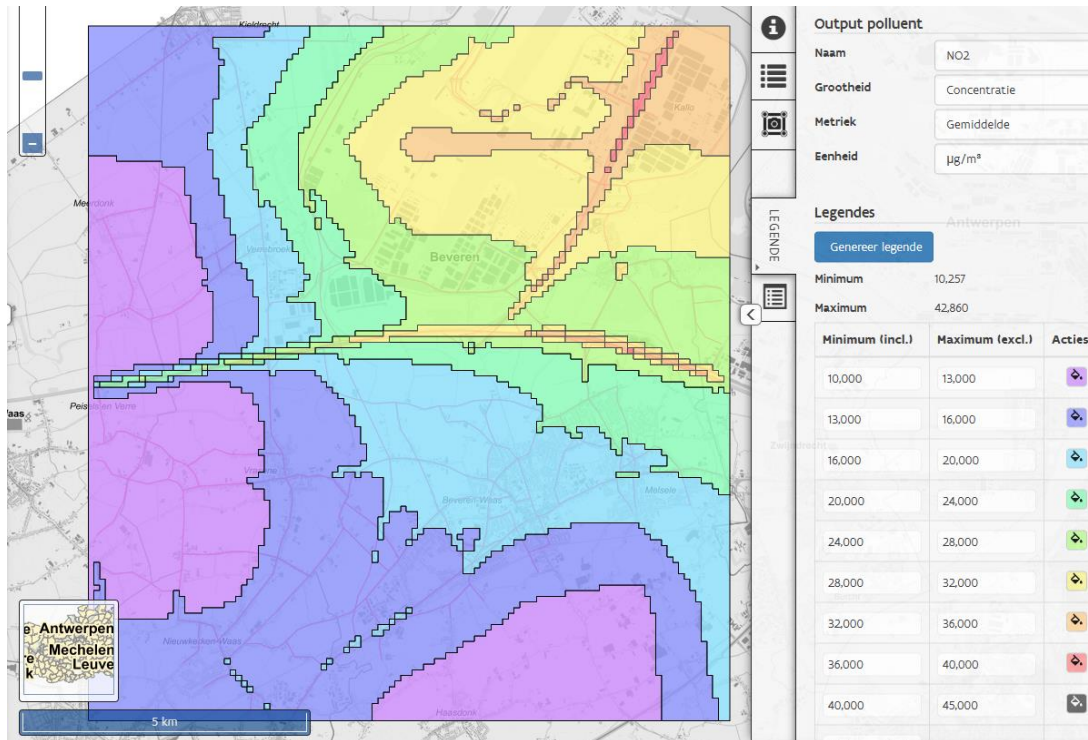 Kieldrecht
Kallo
Meerdonk
Verrebroek
Beveren
Vrasene
Beveren-Waas
Melsele
Nieuwkerken-Waas
Haasdonk
Zwijndrecht
Antwerpen
Antwerpen
Mechelen
Leuve
5 km
LEGENDE
Output polluent
Naam
NO2
Grootheid
Concentratie
Metriek
Gemiddelde
Eenheid
µg/m³
Legendes
Genereer legende
Minimum 10,257
Maximum 42,860
Minimum (incl.) Maximum (excl.) Acties
10,000 13,000
13,000 16,000
16,000 20,000
20,000 24,000
24,000 28,000
28,000 32,000
32,000 36,000
36,000 40,000
40,000 45,000